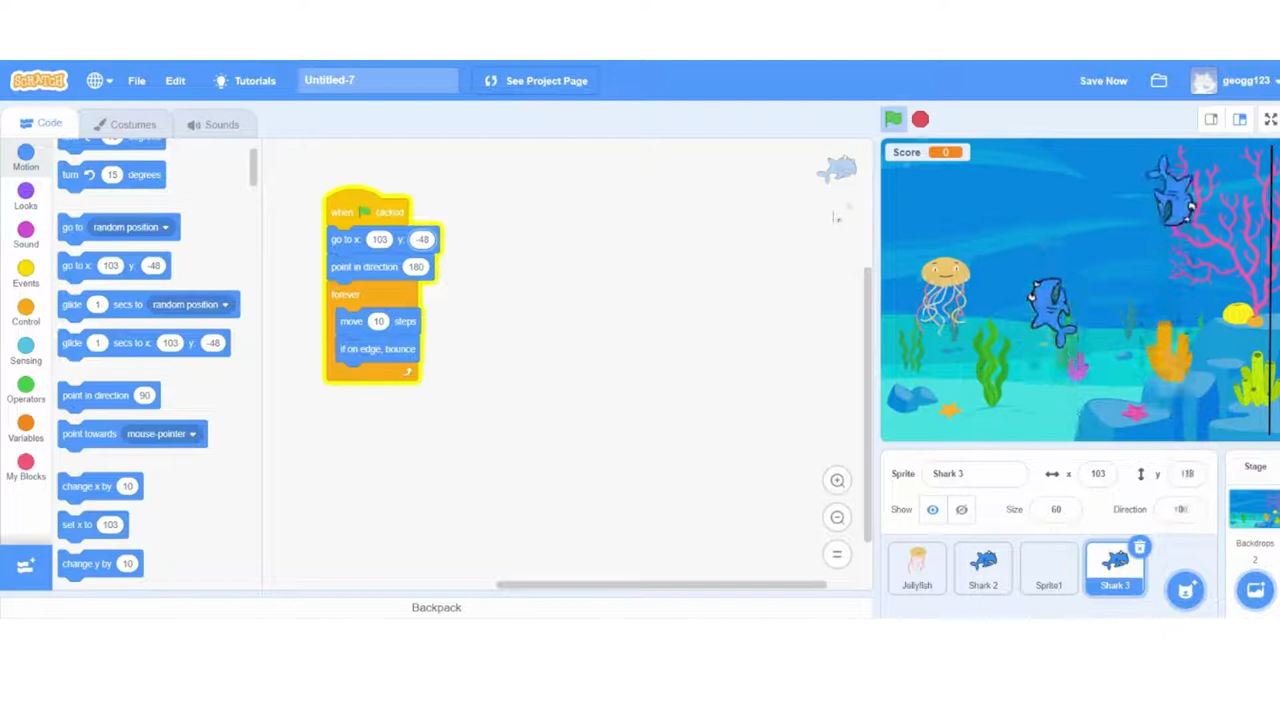 SCRATCH File Edit Tutorials Untitled-7 See Project Page Save Now geogg123
Code Costumes Sounds
Motion
Looks
Sound
Events
Control
Sensing
Operators
Variables
My Blocks
turn 15 degrees
go to random position
go to x: 103 y: -48
glide 1 secs to random position
glide 1 secs to x: 103 y: -48
point in direction 90
point towards mouse-pointer
change x by 10
set x to 103
change y by 10
when clicked
go to x: 103 y: -48
point in direction 180
forever
move 10 steps
if on edge, bounce
Score 0
Sprite Shark 3 x 103 y
Show Size 60 Direction
Jellyfish Shark 2 Sprite1 Shark 3
Stage
Backdrops
2
Backpack